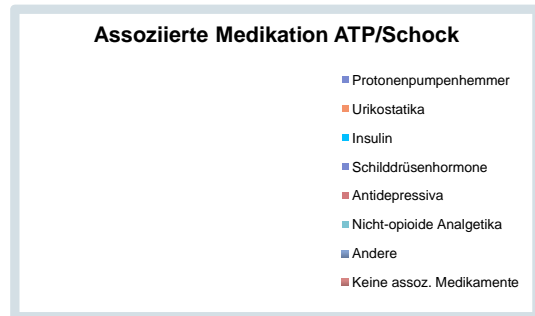 Assoziierte Medikation ATP/Schock
Protonenpumpenhemmer
Urikostatika
Insulin
Schilddrüsenhormone
Antidepressiva
Nicht-opioide Analgetika
Andere
Keine assoz. Medikamente